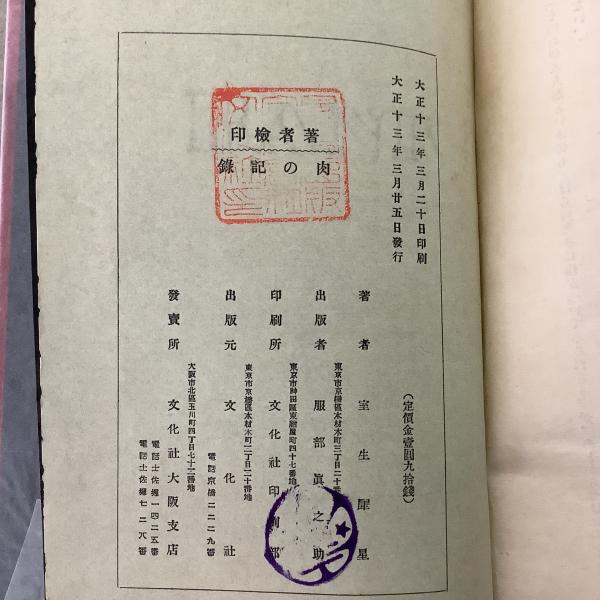 大正十三年三月二十日印刷
大正十三年三月廿五日發行
著者檢印
肉の記錄
(定價金壹圓九拾錢)
著者 室生犀星
東京市京橋區木材木町三丁目二十番地
出版者 服部眞之助
東京市神田區東紺屋町四十七番地
印刷所 文化社印刷部
東京市京橋區木材木町三丁目二十番地
出版元 文化社
電話京橋二二二九番
大阪市北區玉川町四丁目七十二番地
發賣所 文化社大阪支店
電話土佐堀一四二五番
電話土佐堀七二八番